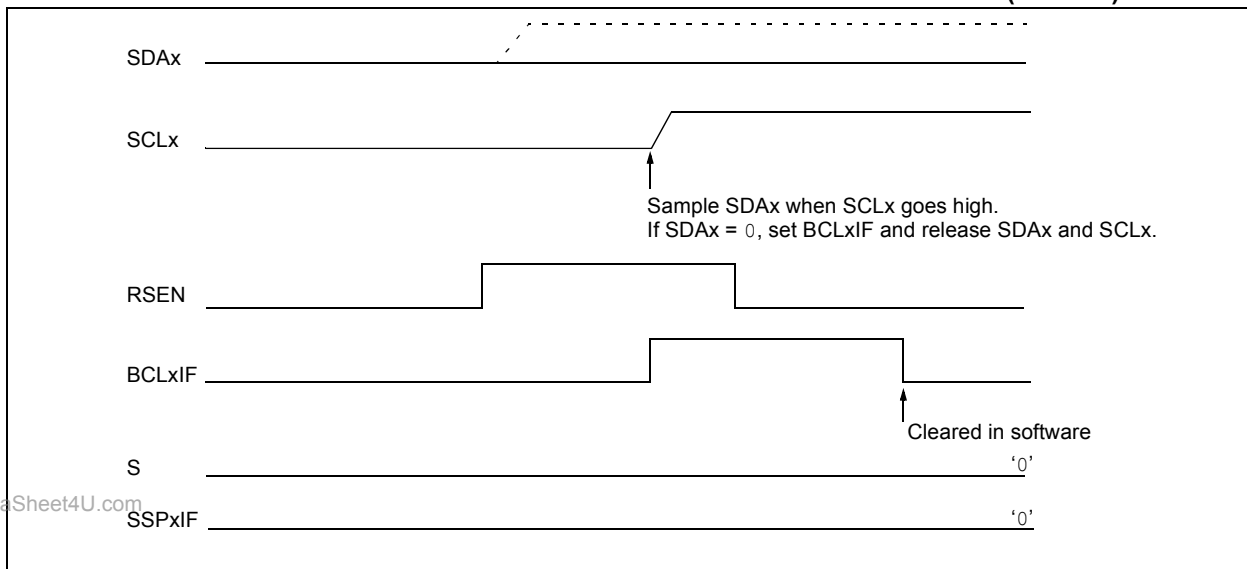 SDAx
SCLx
Sample SDAx when SCLx goes high.
If SDAx = 0, set BCLxIF and release SDAx and SCLx.
RSEN
BCLxIF
Cleared in software
S
‘0’
aSheet4U.com
SSPxIF
‘0’